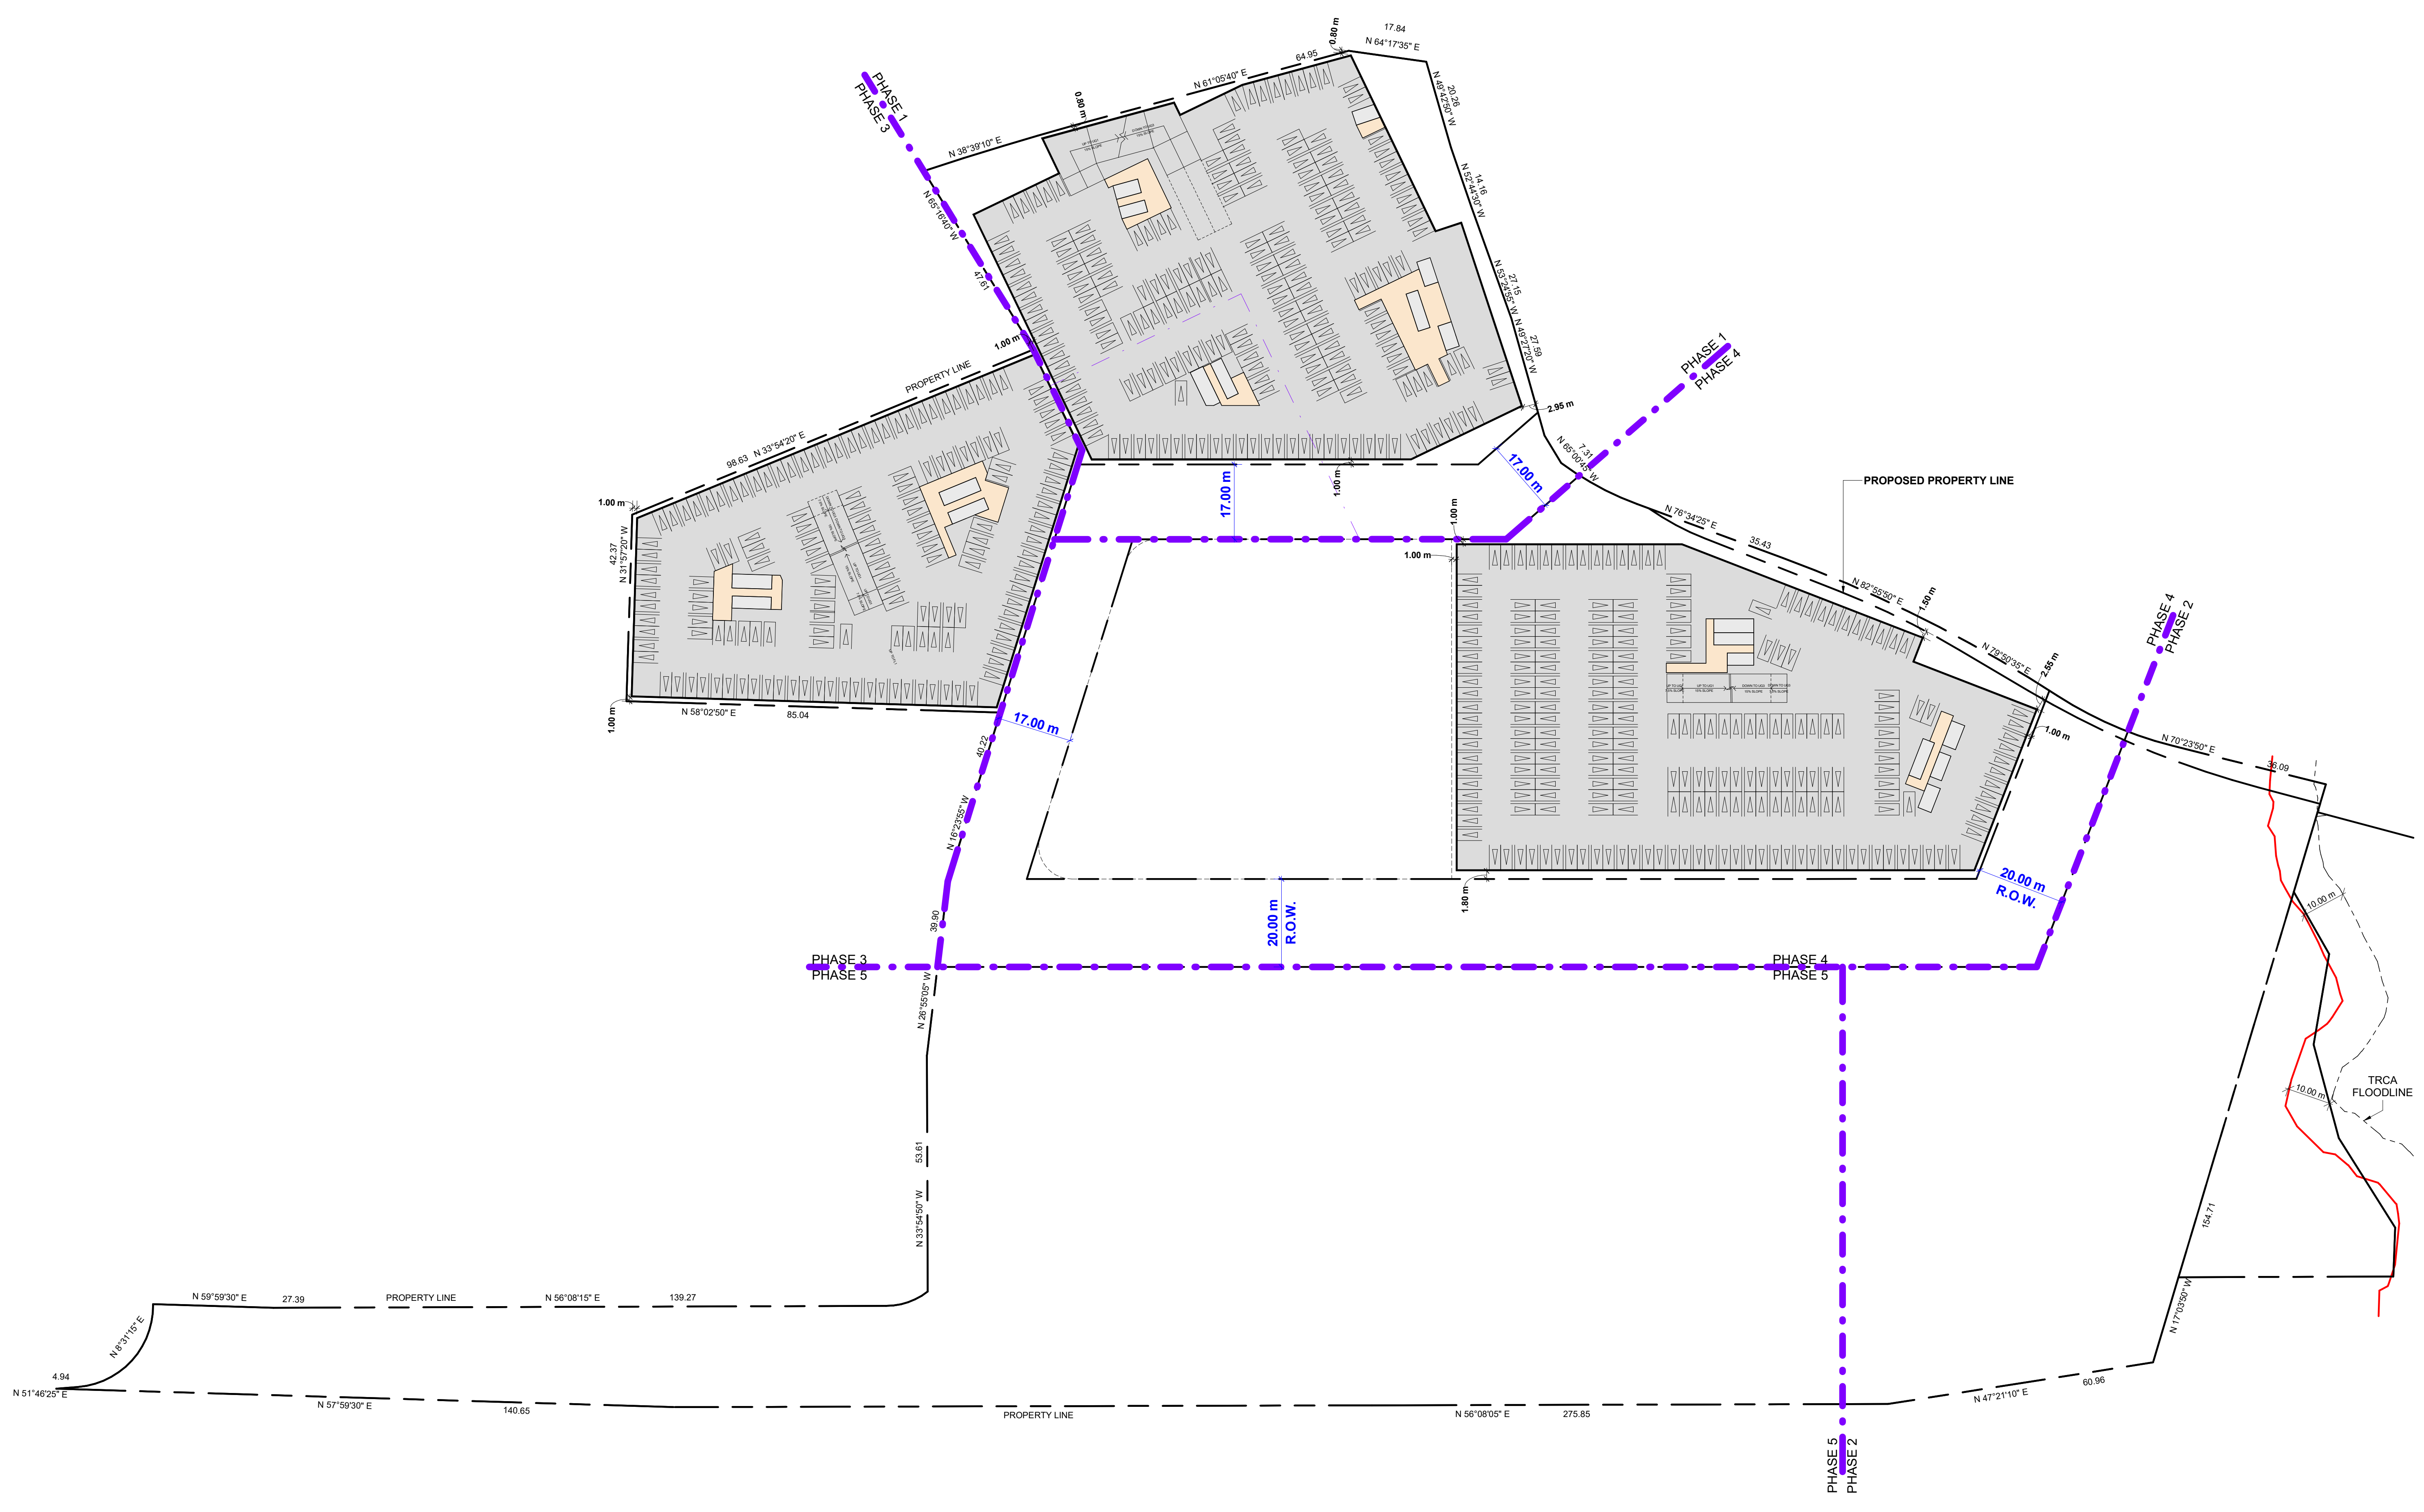 0.80 m
17.84
N 64°17'35" E
64.95
N 61°05'40" E
PHASE 1
PHASE 3
0.80 m
20.26
N 49°42'50" W
N 38°39'10" E
14.16
N 52°44'30" W
N 65°16'40" W
47.61
27.15
N 53°24'55" W
27.59
N 49°27'20" W
1.00 m
PROPERTY LINE
98.63
N 33°54'20" E
PHASE 1
PHASE 4
2.95 m
7.31
N 65°00'45" W
17.00 m
17.00 m
1.00 m
PROPOSED PROPERTY LINE
1.00 m
42.37
N 31°57'20" W
1.00 m
1.00 m
N 76°34'25" E
35.43
N 82°55'50" E
1.50 m
N 79°50'35" E
2.55 m
PHASE 4
PHASE 2
UP TO UG1
15% SLOPE
DOWN TO UG3
15% SLOPE
1.00 m
N 58°02'50" E
85.04
17.00 m
40.22
N 16°23'55" W
1.00 m
N 70°23'50" E
36.09
1.80 m
20.00 m
R.O.W.
20.00 m
R.O.W.
10.00 m
39.90
PHASE 3
PHASE 5
PHASE 4
PHASE 5
N 26°55'05" W
10.00 m
TRCA
FLOODLINE
53.61
N 33°54'50" W
154.71
N 17°03'50" W
N 59°59'30" E
27.39
PROPERTY LINE
N 56°08'15" E
139.27
N 8°31'15" E
4.94
N 51°46'25" E
N 57°59'30" E
140.65
PROPERTY LINE
N 56°08'05" E
275.85
N 47°21'10" E
60.96
PHASE 5
PHASE 2